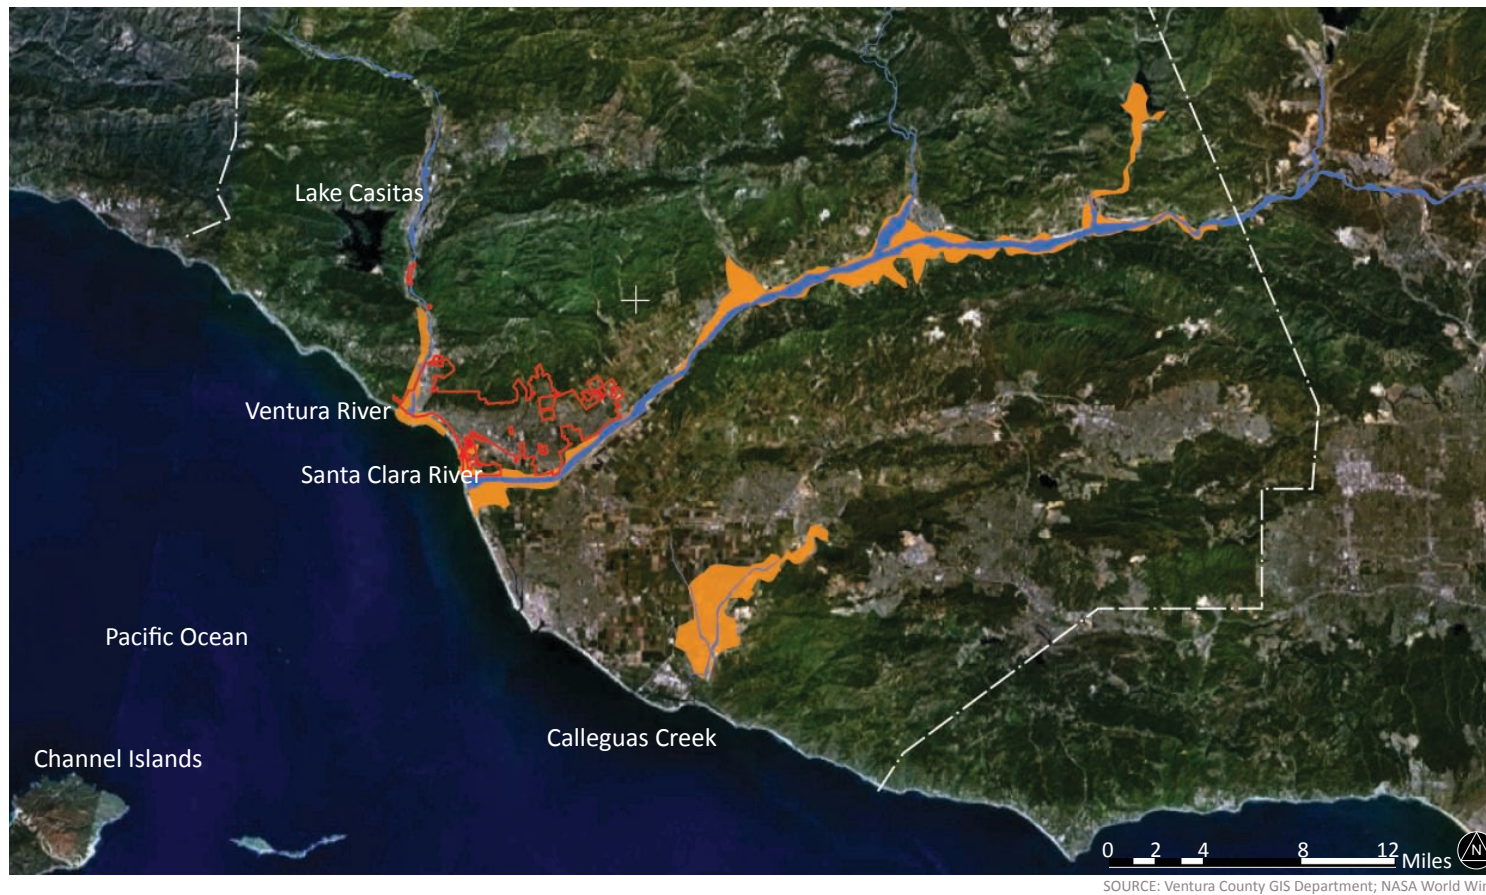 Lake Casitas
Ventura River
Santa Clara River
Pacific Ocean
Calleguas Creek
Channel Islands
0 2 4 8 12 Miles
N
SOURCE: Ventura County GIS Department; NASA World Win